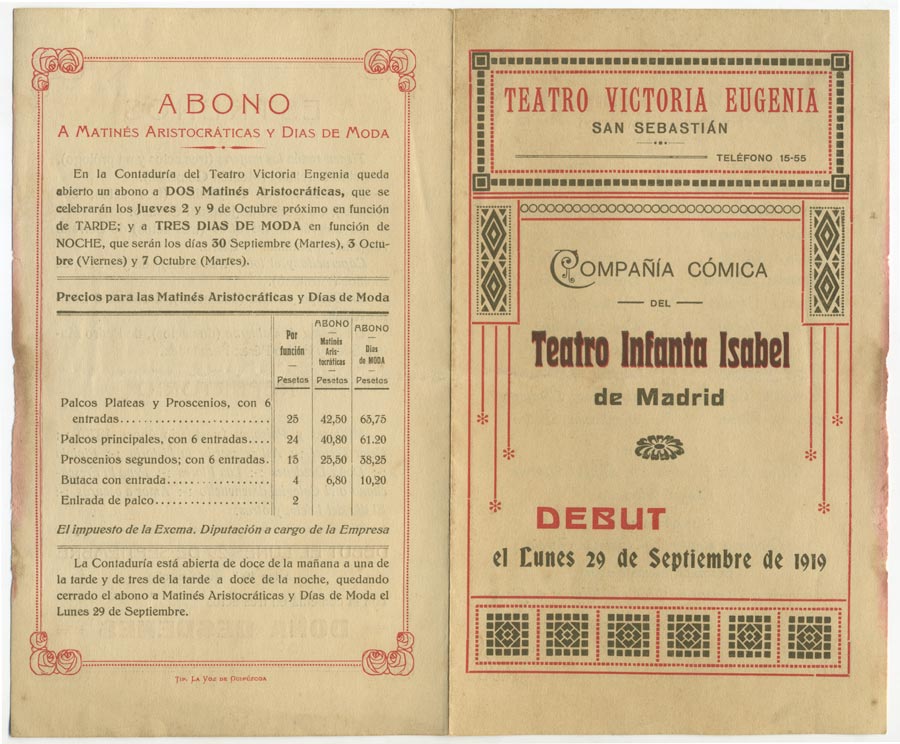 ABONO
A MATINÉS ARISTOCRÁTICAS Y DIAS DE MODA
En la Contaduría del Teatro Victoria Eugenia queda
abierto un abono a DOS Matinés Aristocráticas, que se
celebrarán los Jueves 2 y 9 de Octubre próximo en función
de TARDE; y a TRES DIAS DE MODA en función de
NOCHE, que serán los días 30 Septiembre (Martes), 3 Octu-
bre (Viernes) y 7 Octubre (Martes).
Precios para las Matinés Aristocráticas y Días de Moda
Por función — Pesetas
ABONO — Matinés Aris-tocráticas — Pesetas
ABONO — Días de MODA — Pesetas
Palcos Plateas y Proscenios, con 6
entradas.............................. 25 42,50 63,75
Palcos principales, con 6 entradas.... 24 40,80 61.20
Proscenios segundos; con 6 entradas. 15 25,50 38,25
Butaca con entrada................... 4 6,80 10,20
Enlrada de palco..................... 2
El impuesto de la Excma. Diputación a cargo de la Empresa
La Contaduría está abierta de doce de la mañana a una de
la tarde y de tres de la tarde a doce de la noche, quedando
cerrado el abono a Matinés Aristocráticas y Días de Moda el
Lunes 29 de Septiembre.
TIP. LA VOZ DE GUIPÚSCOA
TEATRO VICTORIA EUGENIA
SAN SEBASTIÁN
TELÉFONO 15-55
COMPAÑÍA CÓMICA
DEL
Teatro Infanta Isabel
de Madrid
DEBUT
el Lunes 29 de Septiembre de 1919